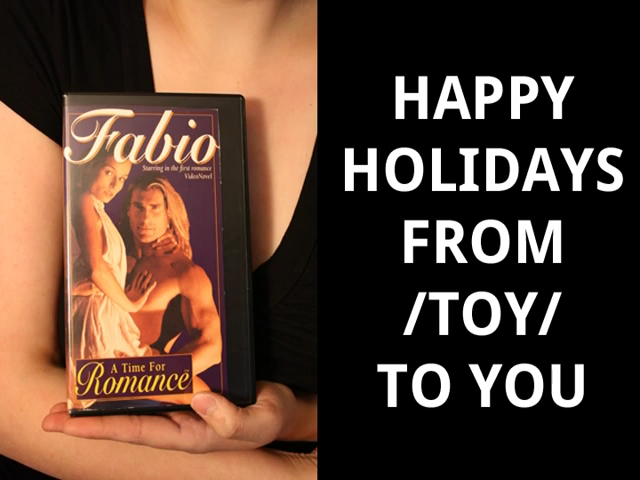 Fabio
Starring in the first romance
VideoNovel
A Time For
Romance
HAPPY
HOLIDAYS
FROM
/TOY/
TO YOU